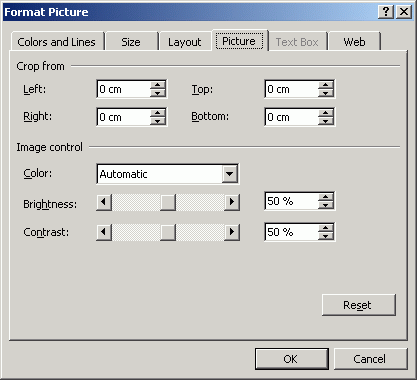 Format Picture
Colors and Lines Size Layout Picture Text Box Web
Crop from
Left: 0 cm Top: 0 cm
Right: 0 cm Bottom: 0 cm
Image control
Color: Automatic
Brightness: 50 %
Contrast: 50 %
Reset
OK Cancel